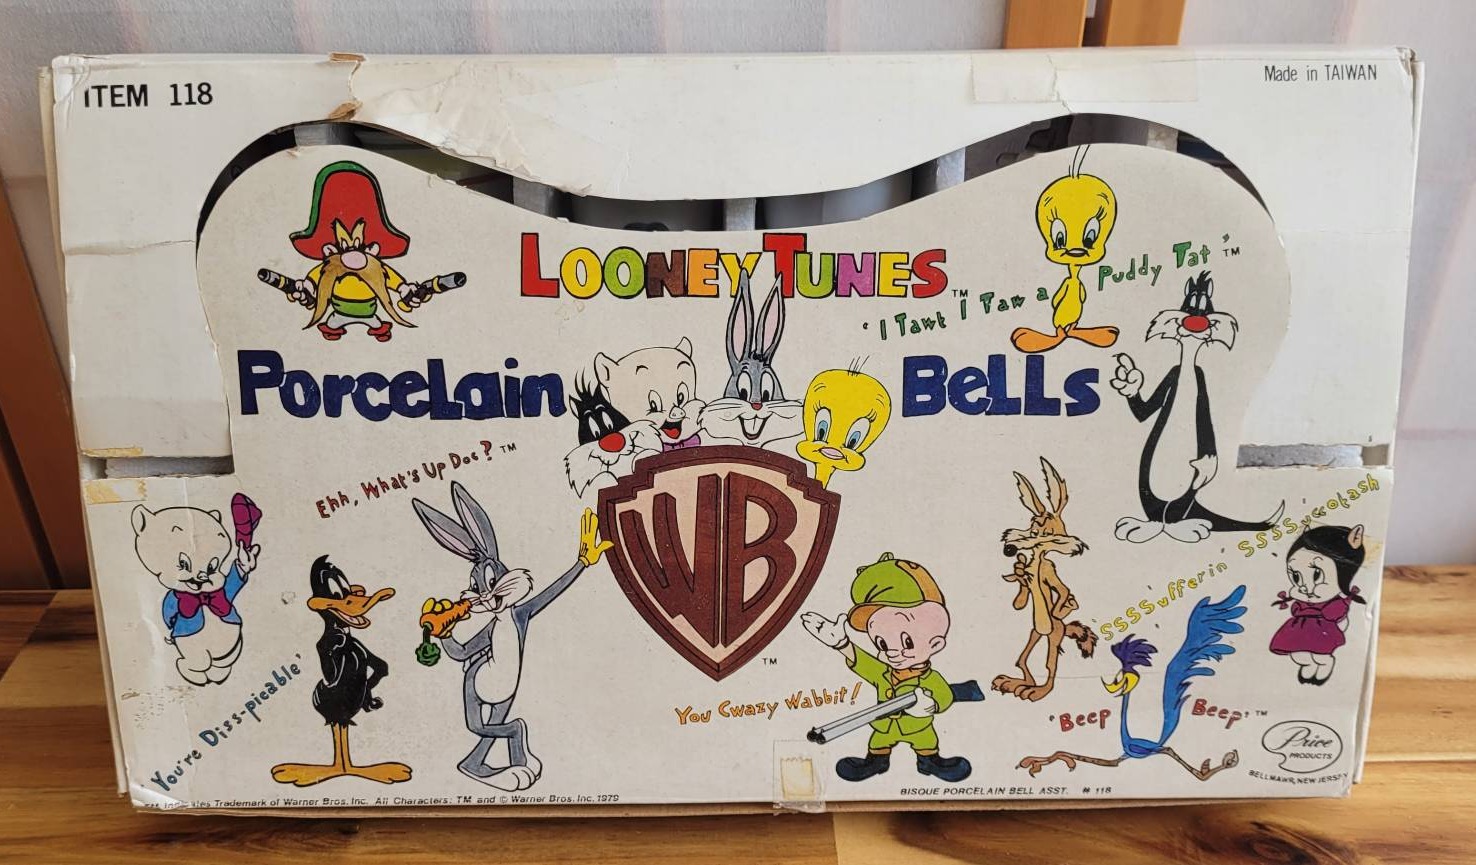 ITEM 118
Made in TAIWAN
LOONEY TUNES™
'I Tawt I Taw a Puddy Tat'™
PorceLain BeLLs
Ehh, What's Up Doc? ™
WB
™
'SSSSufferin' SSSSuccotash
You're Diss-picable'
You Cwazy Wabbit!
'Beep Beep'™
Price
PRODUCTS
BELLMAWR, NEW JERSEY
Trademark of Warner Bros. Inc. All Characters: TM and © Warner Bros. Inc. 1979
BISQUE PORCELAIN BELL ASST. # 118